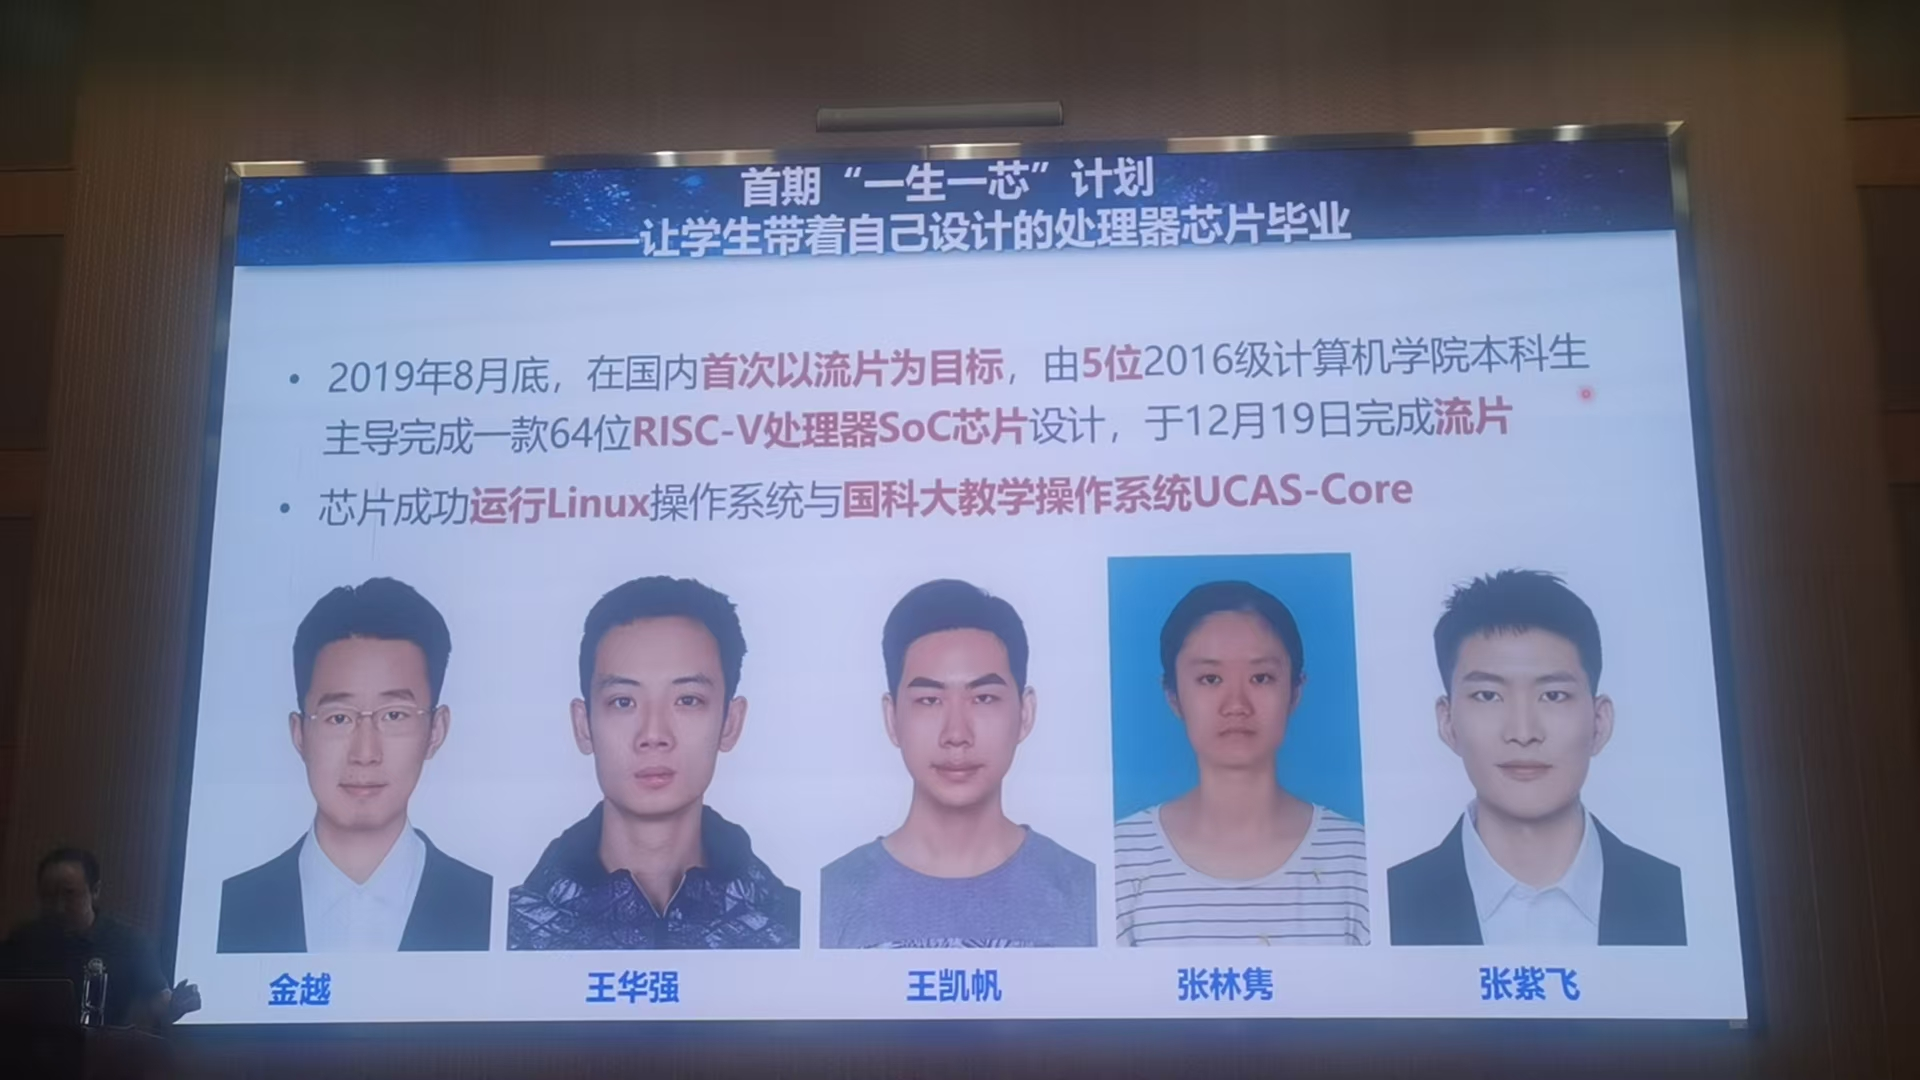 首期“一生一芯”计划
——让学生带着自己设计的处理器芯片毕业
• 2019年8月底，在国内首次以流片为目标，由5位2016级计算机学院本科生
主导完成一款64位RISC-V处理器SoC芯片设计，于12月19日完成流片
• 芯片成功运行Linux操作系统与国科大教学操作系统UCAS-Core
金越
王华强
王凯帆
张林隽
张紫飞